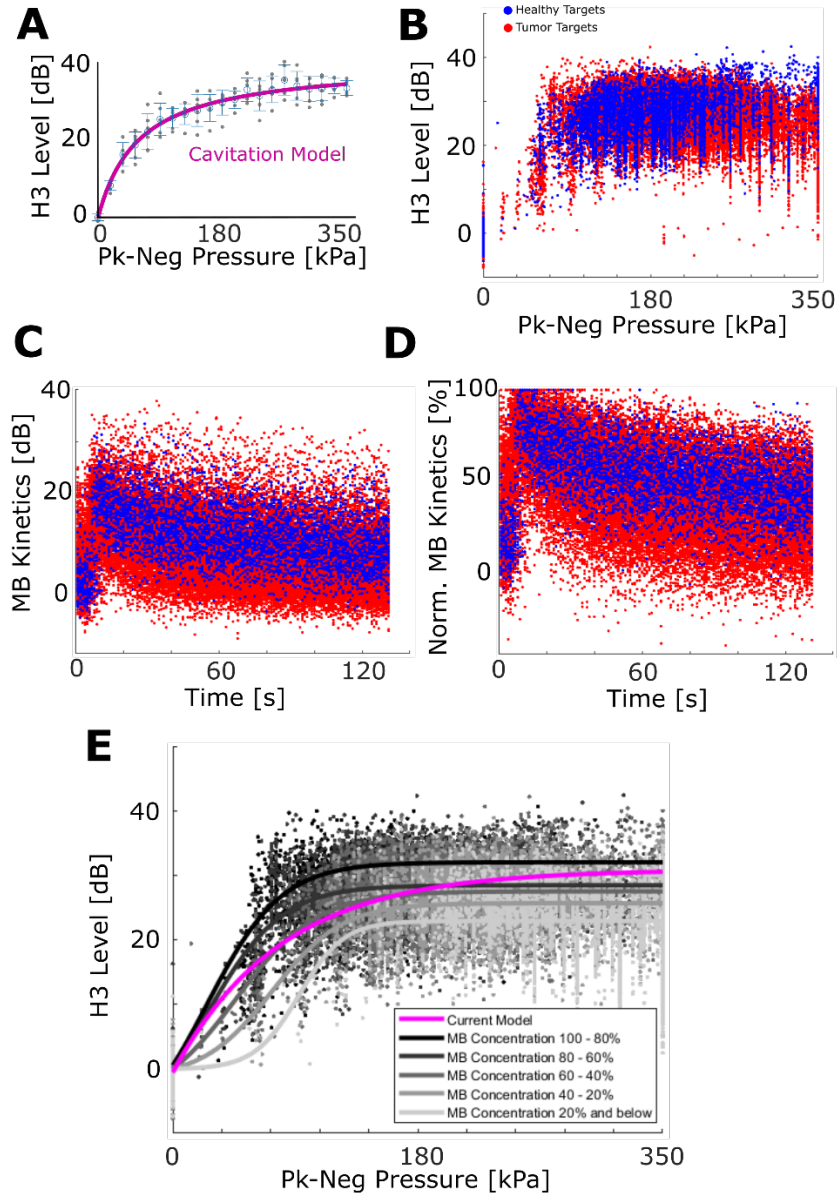 A
H3 Level [dB]
40
20
0
Cavitation Model
0
180
350
Pk-Neg Pressure [kPa]
B
Healthy Targets
Tumor Targets
H3 Level [dB]
40
20
0
0
180
350
Pk-Neg Pressure [kPa]
C
MB Kinetics [dB]
40
20
0
0
60
120
Time [s]
D
Norm. MB Kinetics [%]
100
50
0
0
60
120
Time [s]
E
H3 Level [dB]
40
20
0
Current Model
MB Concentration 100 - 80%
MB Concentration 80 - 60%
MB Concentration 60 - 40%
MB Concentration 40 - 20%
MB Concentration 20% and below
0
180
350
Pk-Neg Pressure [kPa]